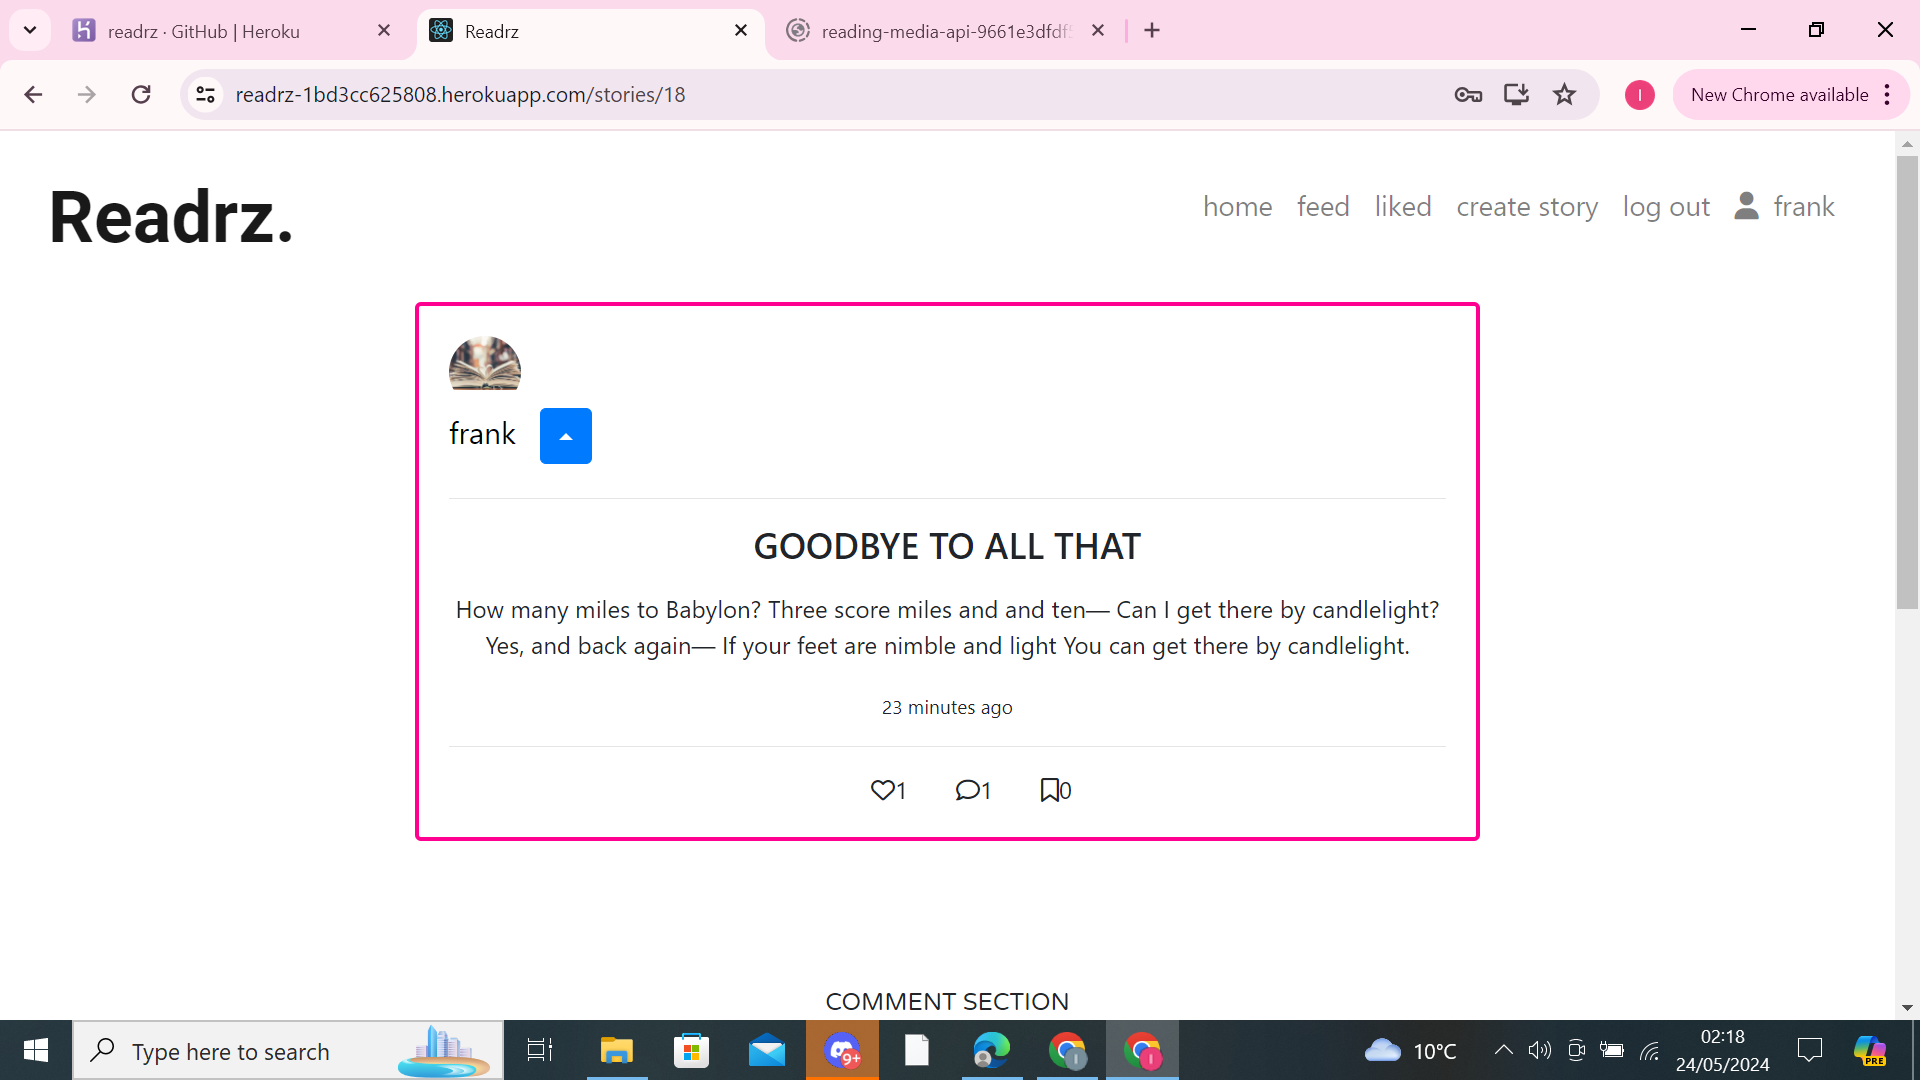 readrz · GitHub | Heroku
Readrz
reading-media-api-9661e3dfdf
readrz-1bd3cc625808.herokuapp.com/stories/18
I
New Chrome available
Readrz.
home feed liked create story log out frank
frank
GOODBYE TO ALL THAT
How many miles to Babylon? Three score miles and and ten— Can I get there by candlelight?
Yes, and back again— If your feet are nimble and light You can get there by candlelight.
23 minutes ago
1 1 0
COMMENT SECTION
Type here to search
9+
I
I
10°C
02:18
24/05/2024
PRE